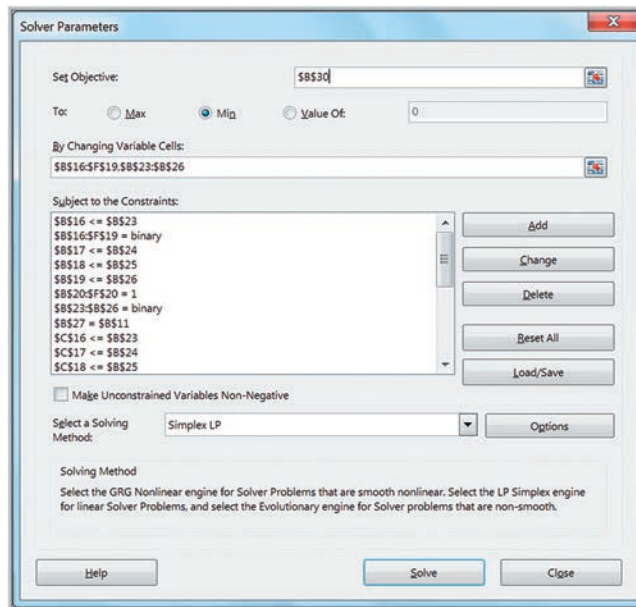 Solver Parameters
Set Objective: $B$30
To: Max Min Value Of: 0
By Changing Variable Cells:
$B$16:$F$19,$B$23:$B$26
Subject to the Constraints:
$B$16 <= $B$23
$B$16:$F$19 = binary
$B$17 <= $B$24
$B$18 <= $B$25
$B$19 <= $B$26
$B$20:$F$20 = 1
$B$23:$B$26 = binary
$B$27 = $B$11
$C$16 <= $B$23
$C$17 <= $B$24
$C$18 <= $B$25
Add
Change
Delete
Reset All
Load/Save
Make Unconstrained Variables Non-Negative
Select a Solving Method: Simplex LP Options
Solving Method
Select the GRG Nonlinear engine for Solver Problems that are smooth nonlinear. Select the LP Simplex engine
for linear Solver Problems, and select the Evolutionary engine for Solver problems that are non-smooth.
Help Solve Close